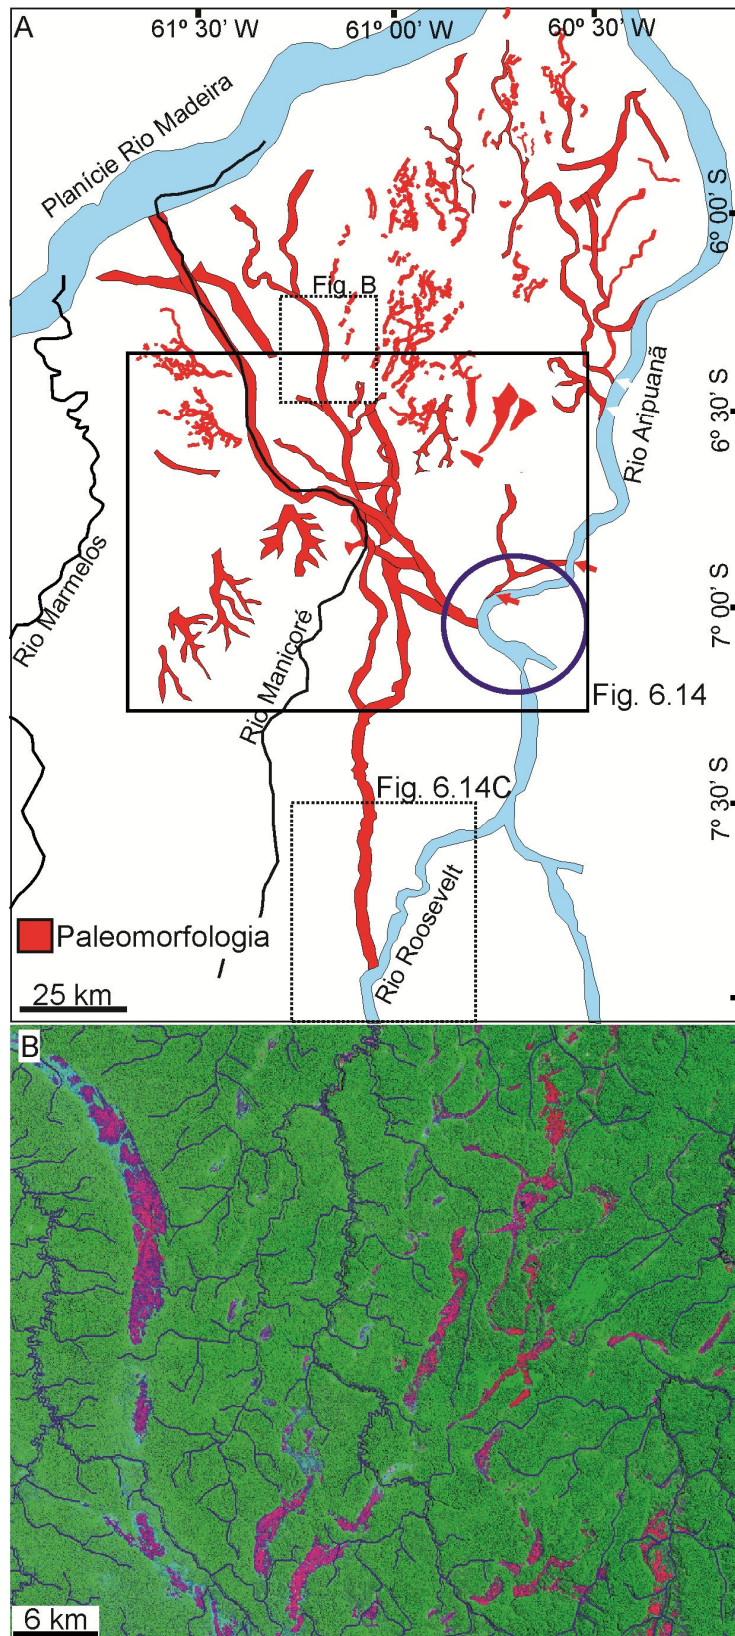 A
61º 30' W
61º 00' W
60º 30' W
Planície Rio Madeira
6º 00' S
Fig. B
6º 30' S
Rio Aripuanã
Rio Marmelos
7º 00' S
Rio Manicoré
Fig. 6.14
Fig. 6.14C
7º 30' S
Rio Roosevelt
Paleomorfologia
25 km
B
6 km